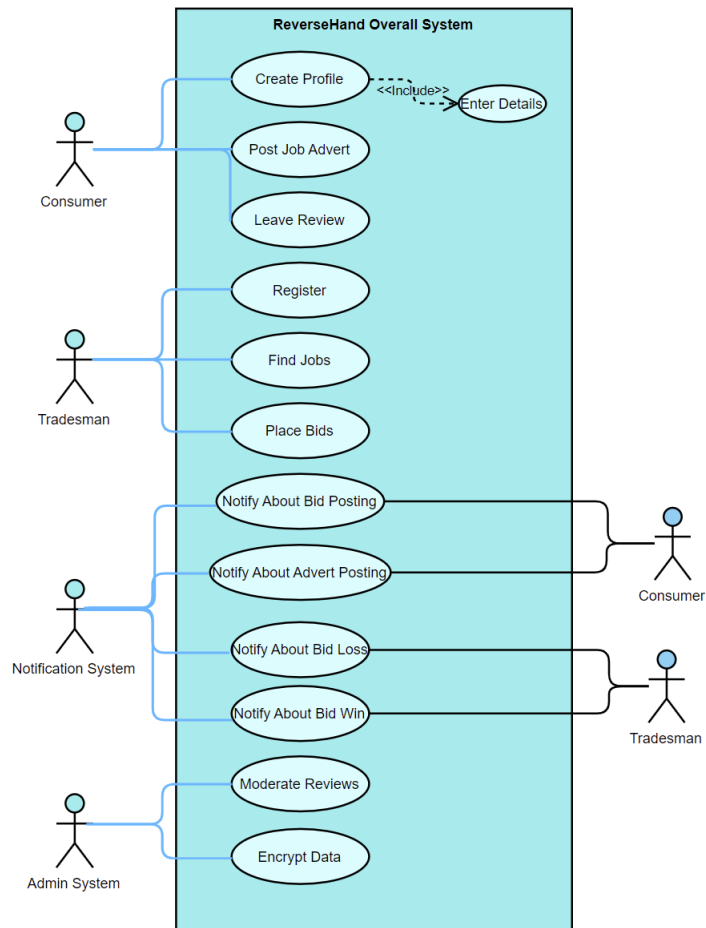 ReverseHand Overall System
Create Profile
<<Include>>
Enter Details
Post Job Advert
Consumer
Leave Review
Register
Find Jobs
Tradesman
Place Bids
Notify About Bid Posting
Notify About Advert Posting
Consumer
Notify About Bid Loss
Notification System
Notify About Bid Win
Tradesman
Moderate Reviews
Encrypt Data
Admin System